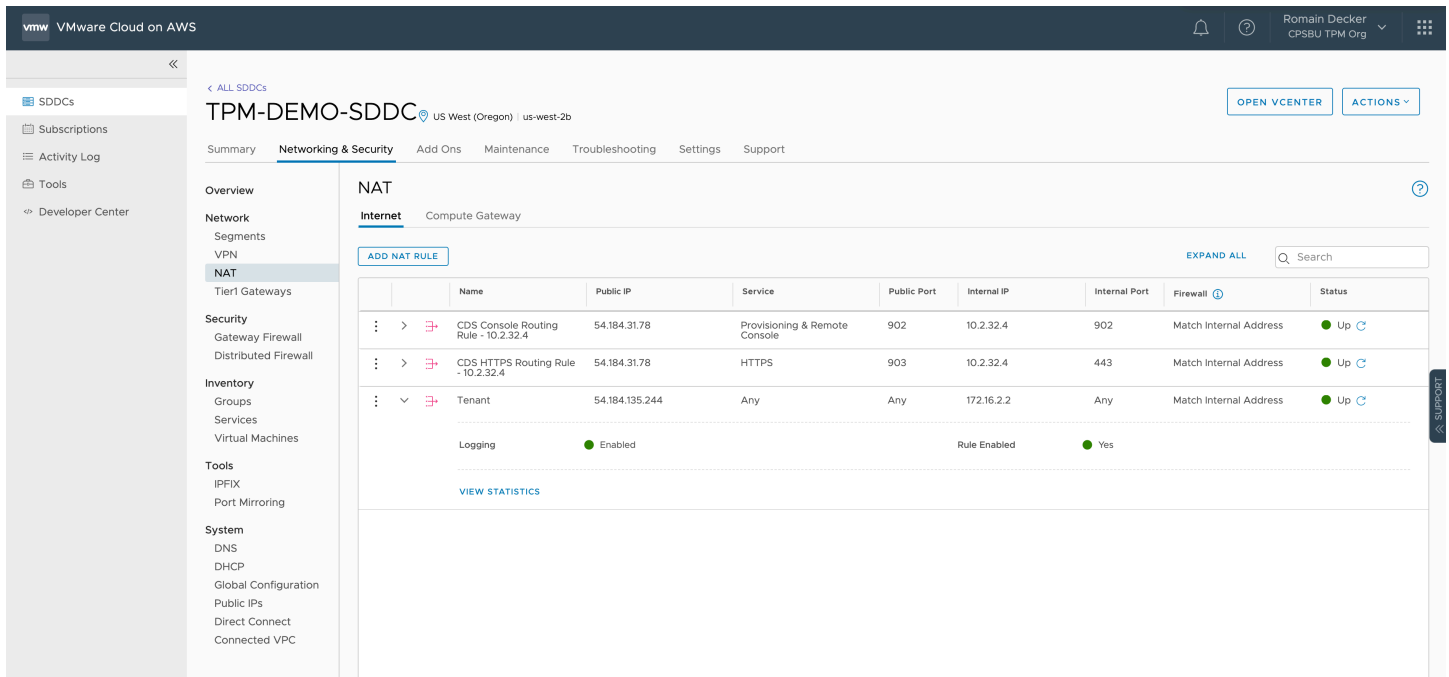 vmw VMware Cloud on AWS
Romain Decker
CPSBU TPM Org
SDDCs
Subscriptions
Activity Log
Tools
Developer Center
ALL SDDCs
TPM-DEMO-SDDC US West (Oregon) | us-west-2b
OPEN VCENTER ACTIONS
Summary Networking & Security Add Ons Maintenance Troubleshooting Settings Support
Overview
Network
Segments
VPN
NAT
Tier1 Gateways
Security
Gateway Firewall
Distributed Firewall
Inventory
Groups
Services
Virtual Machines
Tools
IPFIX
Port Mirroring
System
DNS
DHCP
Global Configuration
Public IPs
Direct Connect
Connected VPC
NAT
Internet Compute Gateway
ADD NAT RULE EXPAND ALL Search
Name Public IP Service Public Port Internal IP Internal Port Firewall Status
CDS Console Routing 54.184.31.78 Provisioning & Remote 902 10.2.32.4 902 Match Internal Address Up
Rule - 10.2.32.4 Console
CDS HTTPS Routing Rule 54.184.31.78 HTTPS 903 10.2.32.4 443 Match Internal Address Up
- 10.2.32.4
Tenant 54.184.135.244 Any Any 172.16.2.2 Any Match Internal Address Up
Logging Enabled Rule Enabled Yes
VIEW STATISTICS
SUPPORT